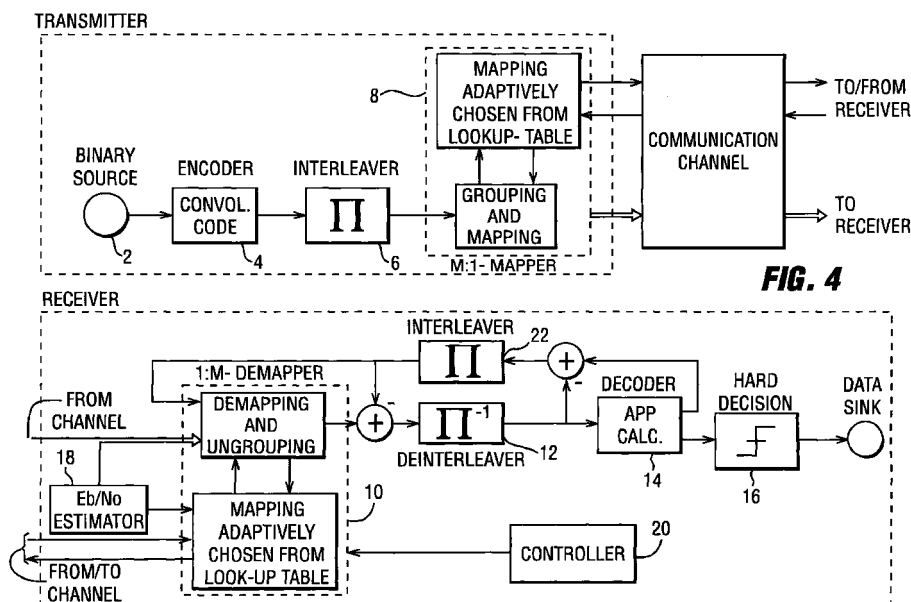 TRANSMITTER
8
MAPPING
ADAPTIVELY
CHOSEN FROM
LOOKUP- TABLE
COMMUNICATION
CHANNEL
TO/FROM
RECEIVER
BINARY
SOURCE
2
ENCODER
CONVOL.
CODE
4
INTERLEAVER
Π
6
GROUPING
AND
MAPPING
M:1- MAPPER
TO
RECEIVER
FIG. 4
RECEIVER
INTERLEAVER
Π
22
+
-
1:M- DEMAPPER
DEMAPPING
AND
UNGROUPING
FROM
CHANNEL
+
-
Π-1
DEINTERLEAVER
12
DECODER
APP
CALC.
14
HARD
DECISION
16
DATA
SINK
18
Eb/No
ESTIMATOR
MAPPING
ADAPTIVELY
CHOSEN FROM
LOOK-UP TABLE
10
CONTROLLER
20
FROM/TO
CHANNEL